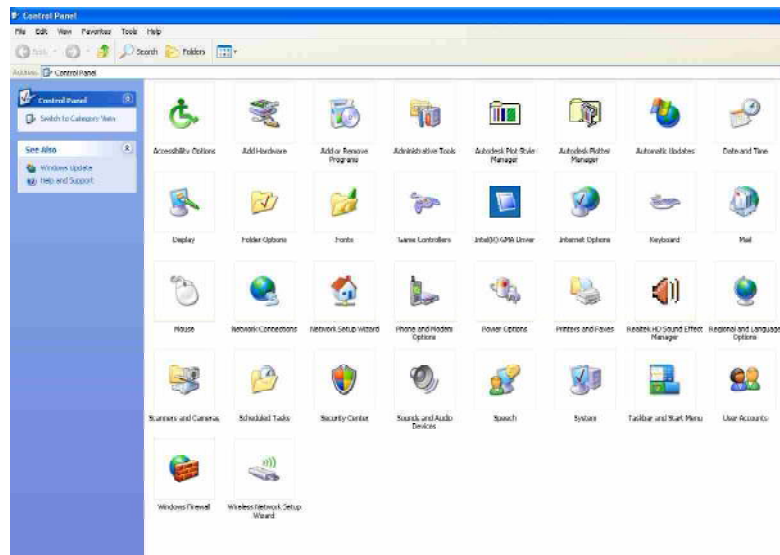 Control Panel
File Edit View Favorites Tools Help
Search Folders
Control Panel
Control Panel
Switch to Category View
See Also
Windows Update
Help and Support
Accessibility Options
Add Hardware
Add or Remove
Programs
Administrative Tools
Autodesk Plot Style
Manager
Autodesk Plotter
Manager
Automatic Updates
Date and Time
Display
Folder Options
Fonts
Game Controllers
Intel(R) GMA Driver
Internet Options
Keyboard
Mail
Mouse
Network Connections
Network Setup Wizard
Phone and Modem
Options
Power Options
Printers and Faxes
Realtek HD Sound Effect
Manager
Regional and Language
Options
Scanners and Cameras
Scheduled Tasks
Security Center
Sounds and Audio
Devices
Speech
System
Taskbar and Start Menu
User Accounts
Windows Firewall
Wireless Network Setup
Wizard